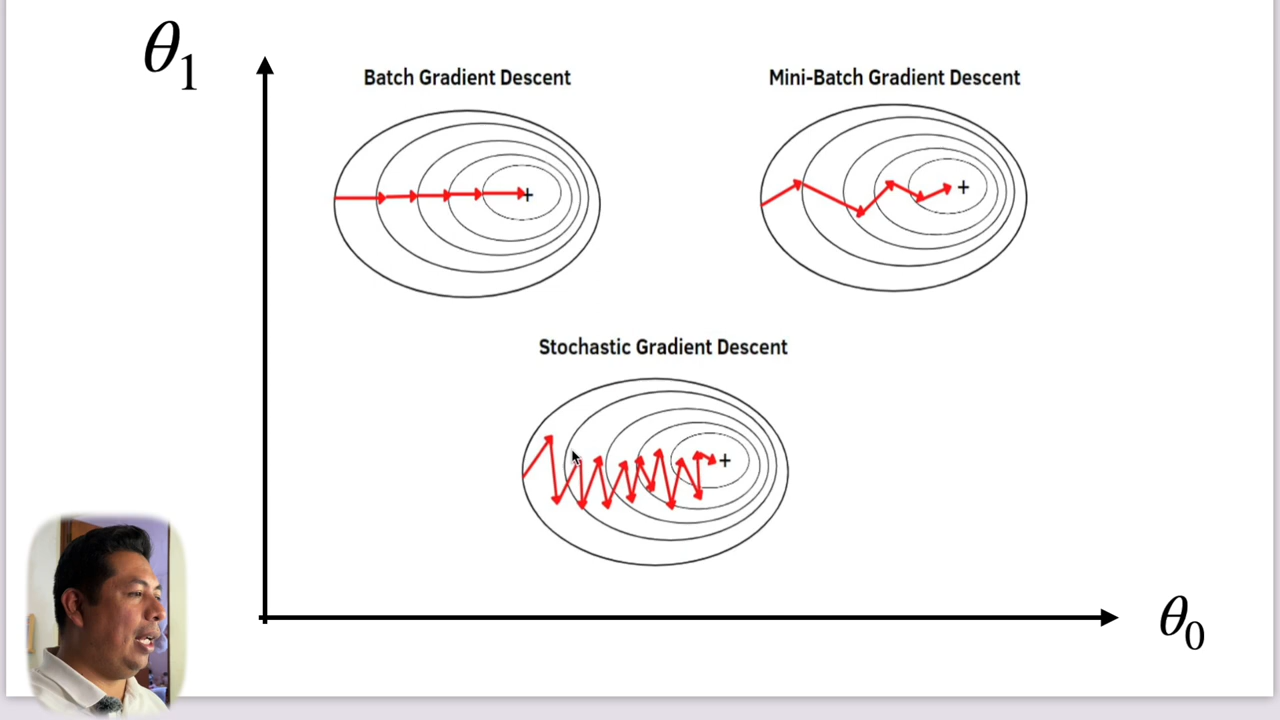 θ₁
Batch Gradient Descent
Mini-Batch Gradient Descent
Stochastic Gradient Descent
θ₀